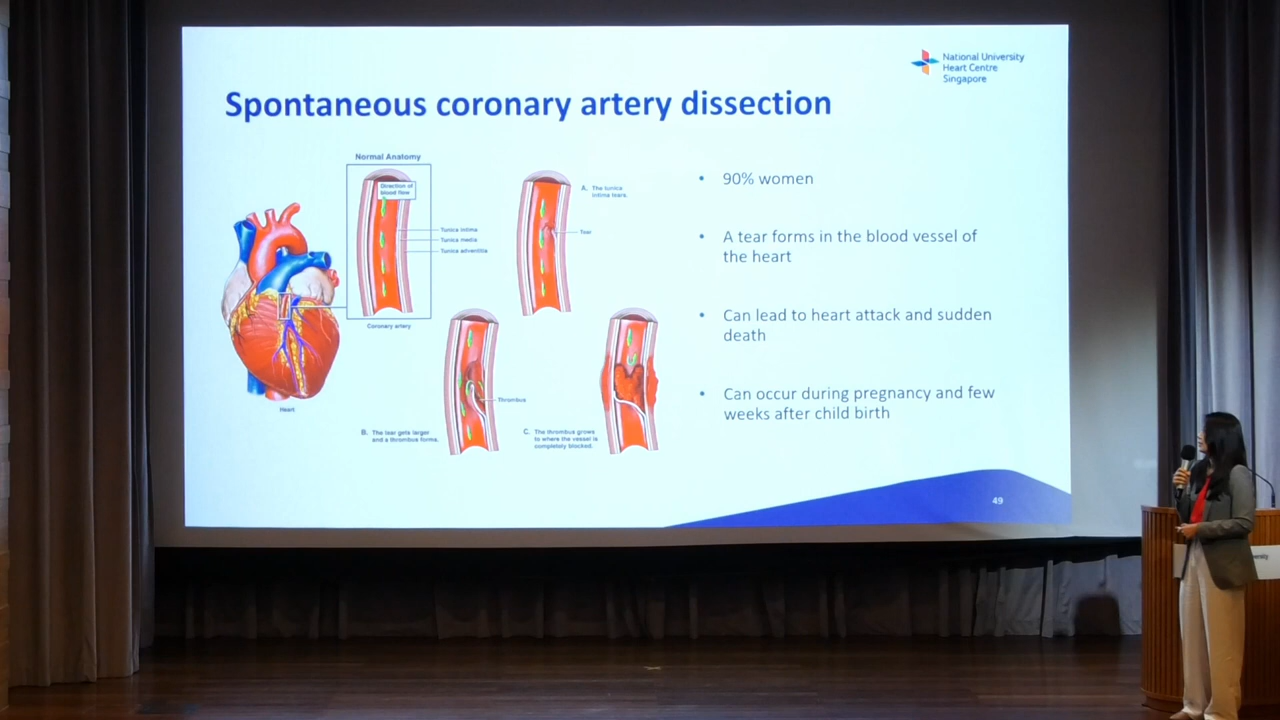 National University
Heart Centre
Singapore
Spontaneous coronary artery dissection
Normal Anatomy
Direction of
blood flow
Tunica intima
Tunica media
Tunica adventitia
Coronary artery
Heart
A. The tunica
intima tears.
Tear
Thrombus
B. The tear gets larger
and a thrombus forms.
C. The thrombus grows
to where the vessel is
completely blocked.
• 90% women
• A tear forms in the blood vessel of
the heart
• Can lead to heart attack and sudden
death
• Can occur during pregnancy and few
weeks after child birth
49